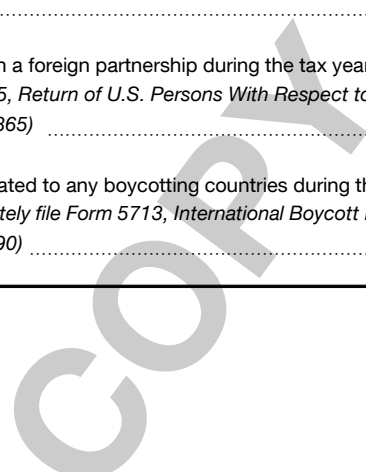 n a foreign partnership during the tax year
5, Return of U.S. Persons With Respect to
865)
ated to any boycotting countries during th
tely file Form 5713, International Boycott
90)
COPY